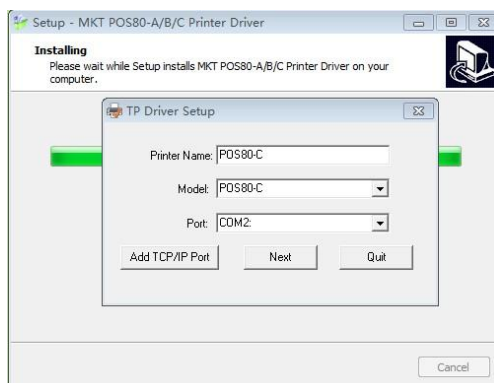 Setup - MKT POS80-A/B/C Printer Driver
Installing
Please wait while Setup installs MKT POS80-A/B/C Printer Driver on your
computer.
TP Driver Setup
Printer Name: POS80-C
Model: POS80-C
Port: COM2:
Add TCP/IP Port Next Quit
Cancel